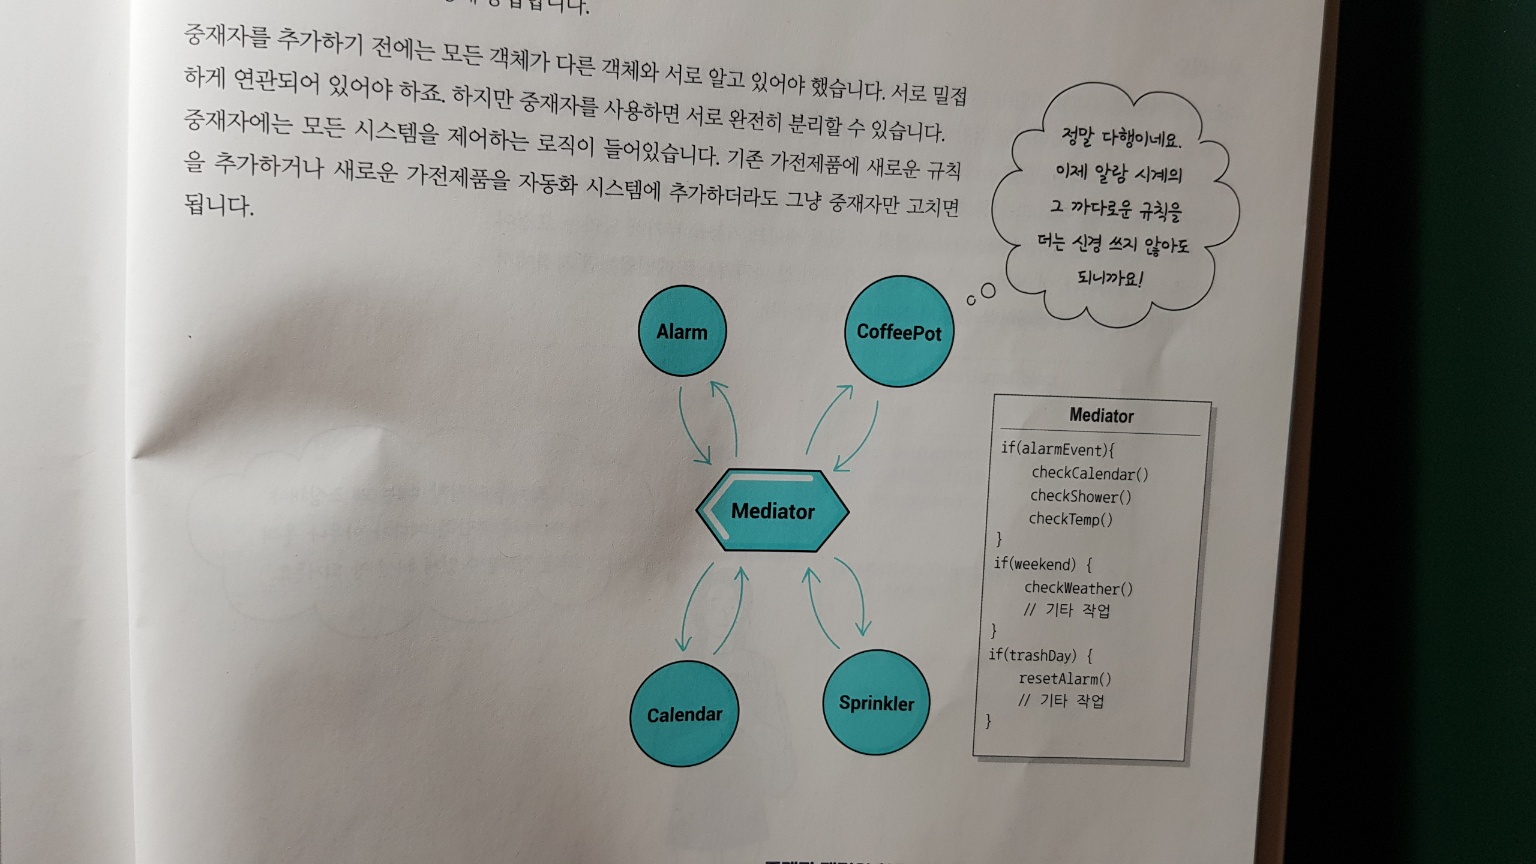 중재자를 추가하기 전에는 모든 객체가 다른 객체와 서로 알고 있어야 했습니다. 서로 밀접
하게 연관되어 있어야 하죠. 하지만 중재자를 사용하면 서로 완전히 분리할 수 있습니다.
중재자에는 모든 시스템을 제어하는 로직이 들어있습니다. 기존 가전제품에 새로운 규칙
을 추가하거나 새로운 가전제품을 자동화 시스템에 추가하더라도 그냥 중재자만 고치면
됩니다.
정말 다행이네요.
이제 알람 시계의
그 까다로운 규칙을
더는 신경 쓰지 않아도
되니까요!
Alarm
CoffeePot
Mediator
Calendar
Sprinkler
Mediator
if(alarmEvent){
checkCalendar()
checkShower()
checkTemp()
}
if(weekend) {
checkWeather()
// 기타 작업
}
if(trashDay) {
resetAlarm()
// 기타 작업
}